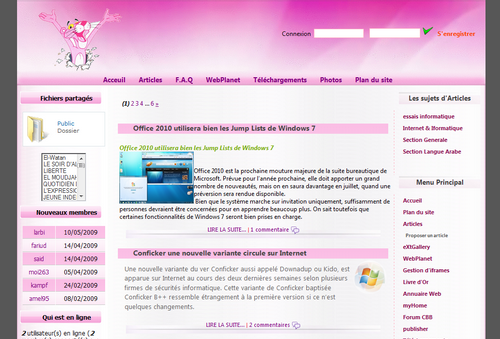 Connexion
S'enregistrer
Acceuil
Articles
F.A.Q
WebPlanet
Téléchargements
Photos
Plan du site
Fichiers partagés
Public
Dossier
El-Watan
LE SOIR D'AL
LIBERTE
EL MOUDJA
QUOTIDIEN
L'EXPRESS
JEUNE INDE
Nouveaux membres
larbi 10/05/2009
fariud 14/04/2009
said 14/04/2009
mo263 05/04/2009
kampf 24/02/2009
amel95 08/02/2009
Qui est en ligne
2 utilisateur(s) en ligne (2
(1) 2 3 4 ... 6 »
Office 2010 utilisera bien les Jump Lists de Windows 7
Office 2010 utilisera bien les Jump Lists de Windows 7
Office 2010 est la prochaine mouture majeure de la suite bureautique de
Microsoft. Prévue pour l'année prochaine, elle doit apporter un grand
nombre de nouveautés, mais on en saura davantage en juillet, quand une
préversion sera rendue disponible.
Bien que le système marche sur invitation uniquement, suffisamment de
personnes devraient être concernées pour en apprendre beaucoup plus. On sait toutefois que
certaines fonctionnalités de Windows 7 seront bien prises en charge.
LIRE LA SUITE... | 1 commentaire
Conficker une nouvelle variante circule sur Internet
Une nouvelle variante du ver Conficker aussi appelé Downadup ou Kido, est
apparue sur Internet au cours des deux dernières semaines selon plusieurs
firmes de sécurités informatique. Cette variante de Conficker baptisée
Conficker B++ ressemble étrangement à la première version si ce n'est
quelques changements.
LIRE LA SUITE... | 2 commentaires
Les sujets d'Articles
essais informatique
Internet & Bormatique
Section Generale
Section Langue Arabe
Menu Principal
Accueil
Plan du site
Articles
Proposer un article
eXtGallery
WebPlanet
Gestion d'iframes
Livre d'Or
Annuaire Web
myHome
Forum CBB
publisher